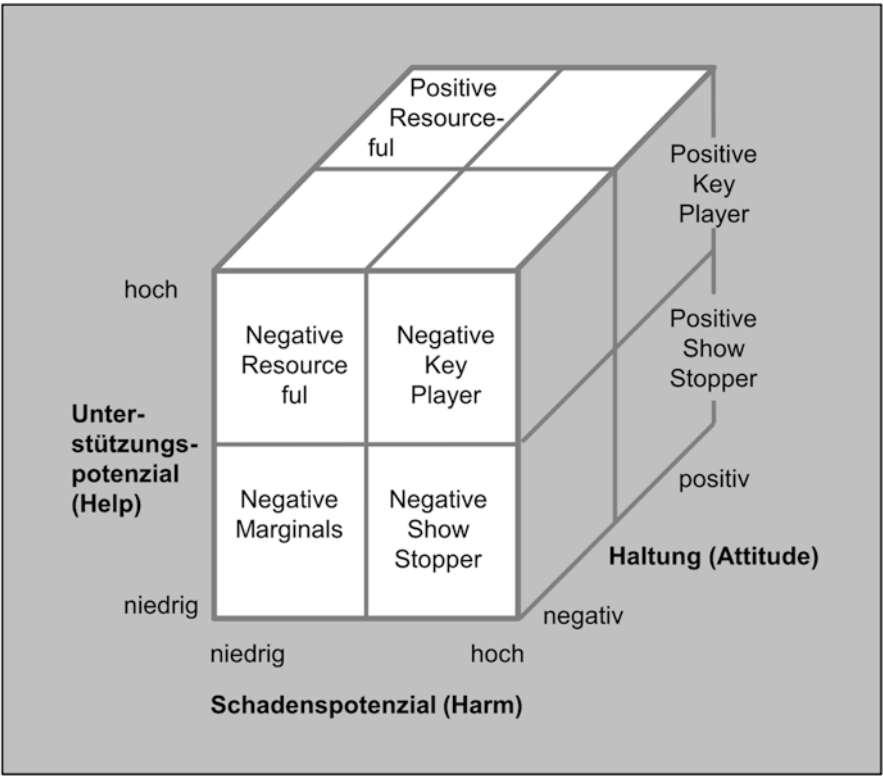 Positive
Resource-
ful
Positive
Key
Player
hoch
Negative
Resource
ful
Negative
Key
Player
Positive
Show
Stopper
Unter-
stützungs-
potenzial
(Help)
Negative
Marginals
Negative
Show
Stopper
positiv
Haltung (Attitude)
niedrig
negativ
niedrig
hoch
Schadenspotenzial (Harm)